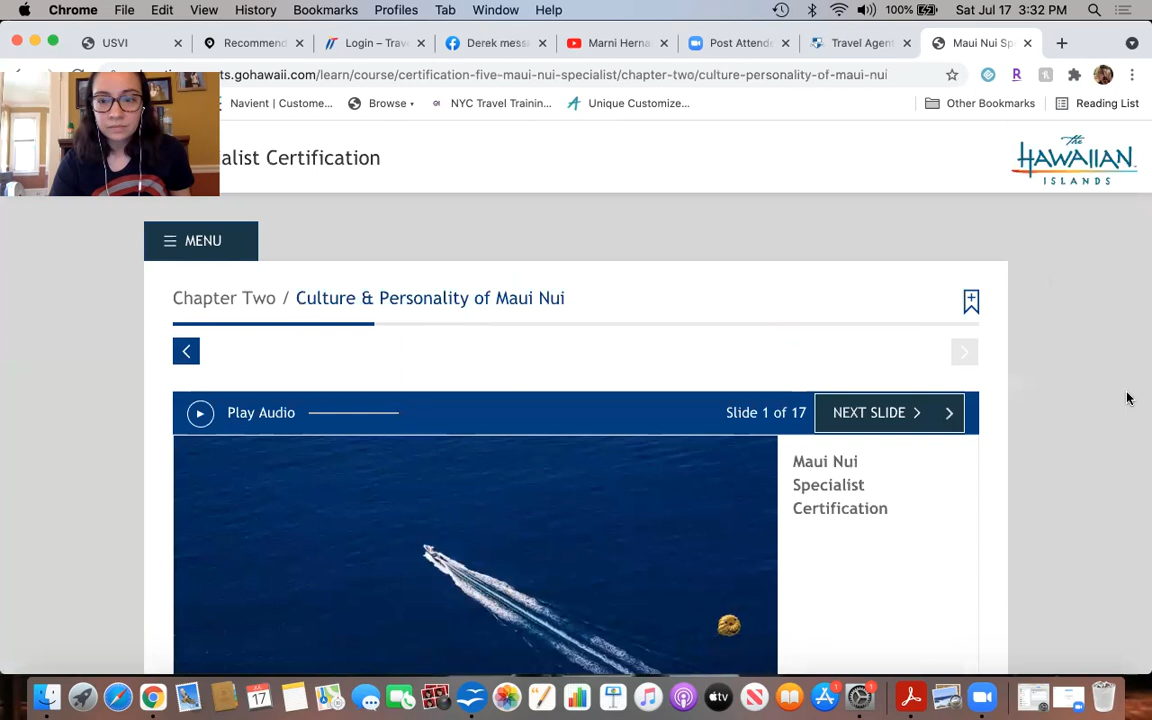 Chrome File Edit View History Bookmarks Profiles Tab Window Help 100% Sat Jul 17 3:32 PM
USVI Recommend Login – Trav Derek mess Marni Herna Post Attende Travel Agent Maui Nui Sp
ts.gohawaii.com/learn/course/certification-five-maui-nui-specialist/chapter-two/culture-personality-of-maui-nui
Navient | Custome... Browse NYC Travel Trainin... Unique Customize... Other Bookmarks Reading List
alist Certification
The
HAWAIIAN
ISLANDS
MENU
Chapter Two / Culture & Personality of Maui Nui
Play Audio Slide 1 of 17 NEXT SLIDE
Maui Nui
Specialist
Certification